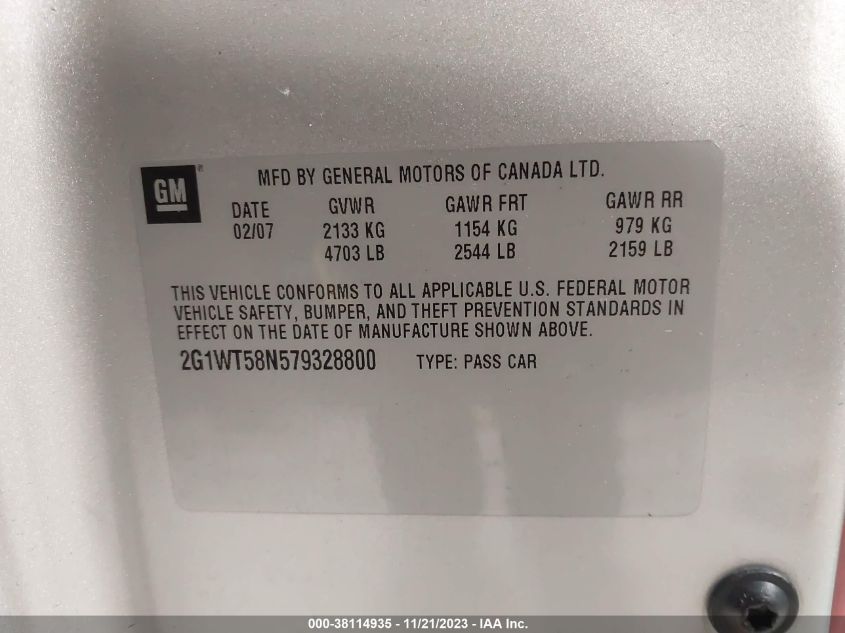 GM
MFD BY GENERAL MOTORS OF CANADA LTD.
DATE GVWR GAWR FRT GAWR RR
02/07 2133 KG 1154 KG 979 KG
4703 LB 2544 LB 2159 LB
THIS VEHICLE CONFORMS TO ALL APPLICABLE U.S. FEDERAL MOTOR
VEHICLE SAFETY, BUMPER, AND THEFT PREVENTION STANDARDS IN
EFFECT ON THE DATE OF MANUFACTURE SHOWN ABOVE.
2G1WT58N579328800 TYPE: PASS CAR
000-38114935 - 11/21/2023 - IAA Inc.